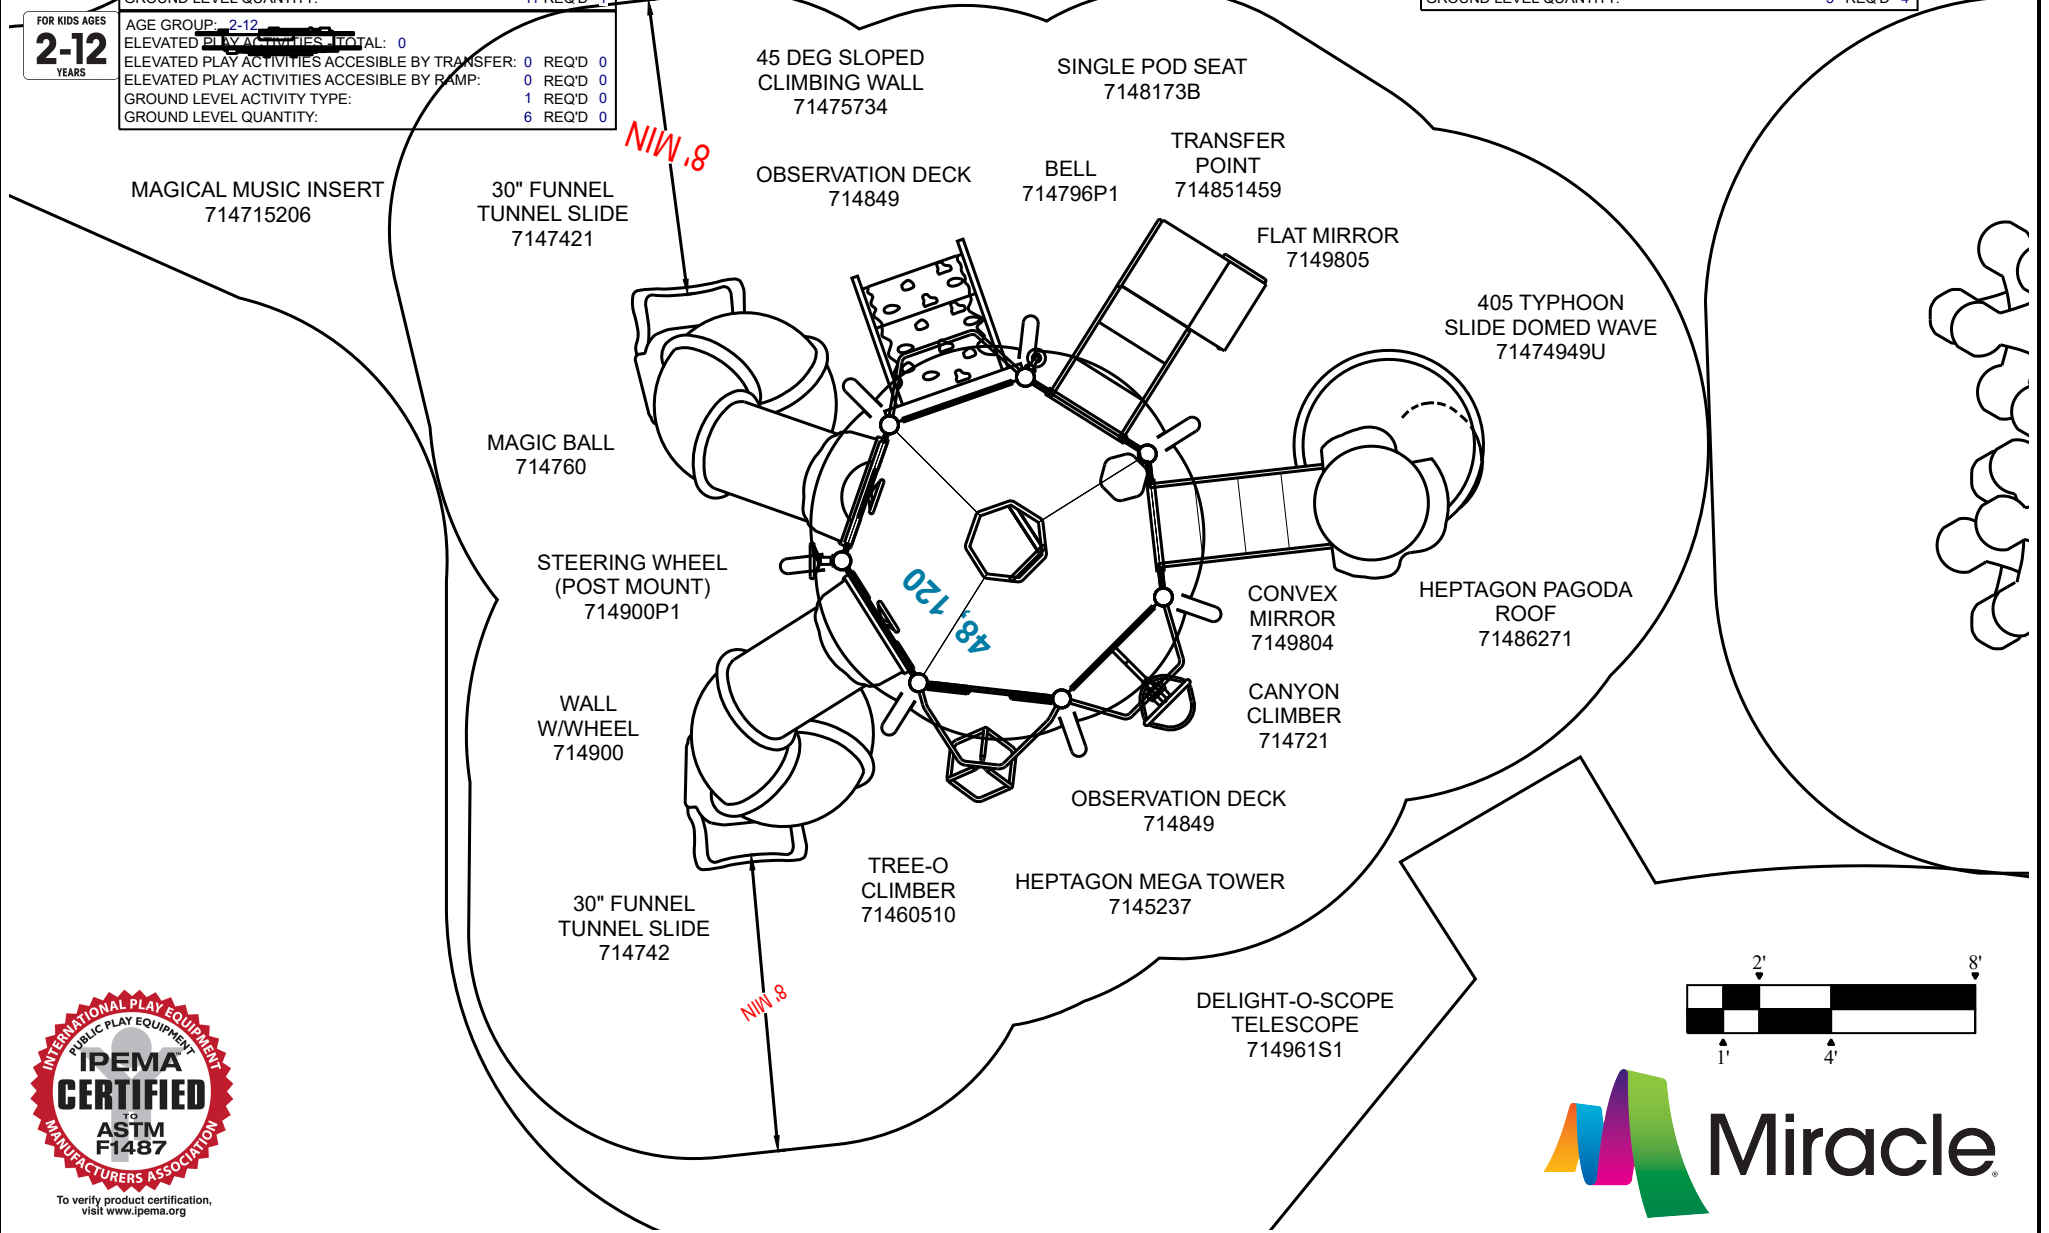 FOR KIDS AGES
2-12
YEARS
AGE GROUP: 2-12
ELEVATED PLAY ACTIVITIES - TOTAL: 0
ELEVATED PLAY ACTIVITIES ACCESIBLE BY TRANSFER: 0 REQ'D 0
ELEVATED PLAY ACTIVITIES ACCESIBLE BY RAMP: 0 REQ'D 0
GROUND LEVEL ACTIVITY TYPE: 1 REQ'D 0
GROUND LEVEL QUANTITY: 6 REQ'D 0
8' MIN
45 DEG SLOPED
CLIMBING WALL
71475734
SINGLE POD SEAT
7148173B
TRANSFER
POINT
714851459
MAGICAL MUSIC INSERT
714715206
30" FUNNEL
TUNNEL SLIDE
7147421
OBSERVATION DECK
714849
BELL
714796P1
FLAT MIRROR
7149805
405 TYPHOON
SLIDE DOMED WAVE
71474949U
MAGIC BALL
714760
STEERING WHEEL
(POST MOUNT)
714900P1
48, 120
CONVEX
MIRROR
7149804
HEPTAGON PAGODA
ROOF
71486271
WALL
W/WHEEL
714900
CANYON
CLIMBER
714721
OBSERVATION DECK
714849
TREE-O
CLIMBER
71460510
HEPTAGON MEGA TOWER
7145237
30" FUNNEL
TUNNEL SLIDE
714742
8' MIN
DELIGHT-O-SCOPE
TELESCOPE
714961S1
2' 8'
1' 4'
INTERNATIONAL PLAY EQUIPMENT
PUBLIC PLAY EQUIPMENT
IPEMA
CERTIFIED
TO
ASTM
F1487
MANUFACTURERS ASSOCIATION
To verify product certification,
visit www.ipema.org
Miracle